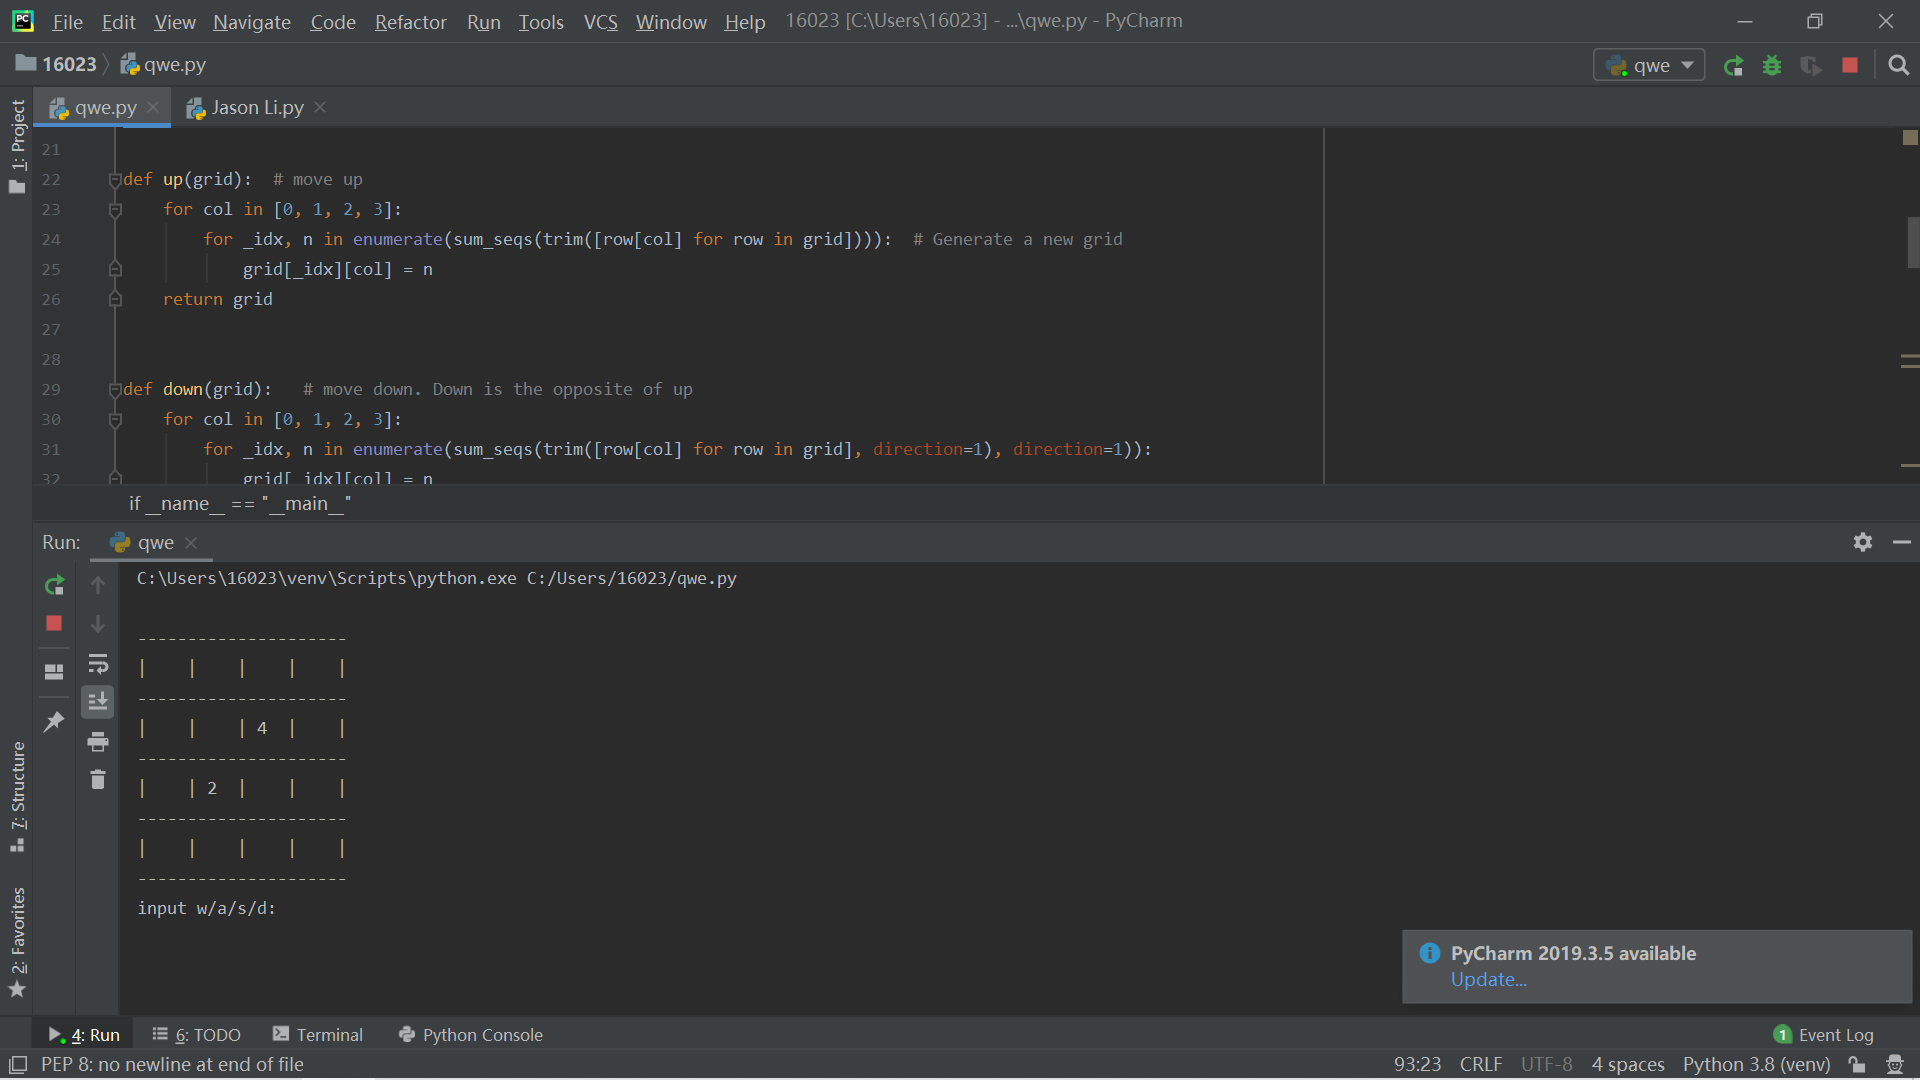 File Edit View Navigate Code Refactor Run Tools VCS Window Help 16023 [C:\Users\16023] - ...\qwe.py - PyCharm
16023 qwe.py
qwe
qwe.py Jason Li.py
1: Project
21
22 def up(grid):  # move up
23     for col in [0, 1, 2, 3]:
24         for _idx, n in enumerate(sum_seqs(trim([row[col] for row in grid]))):  # Generate a new grid
25             grid[_idx][col] = n
26     return grid
27
28
29 def down(grid):   # move down. Down is the opposite of up
30     for col in [0, 1, 2, 3]:
31         for _idx, n in enumerate(sum_seqs(trim([row[col] for row in grid], direction=1), direction=1)):
32             grid[_idx][col] = n
if __name__ == "__main__"
Run: qwe
C:\Users\16023\venv\Scripts\python.exe C:/Users/16023/qwe.py
---------------------
|    |    |    |    |
---------------------
|    |    | 4  |    |
---------------------
|    | 2  |    |    |
---------------------
|    |    |    |    |
---------------------
input w/a/s/d:
7: Structure
2: Favorites
PyCharm 2019.3.5 available
Update...
4: Run 6: TODO Terminal Python Console
1 Event Log
PEP 8: no newline at end of file
93:23 CRLF UTF-8 4 spaces Python 3.8 (venv)